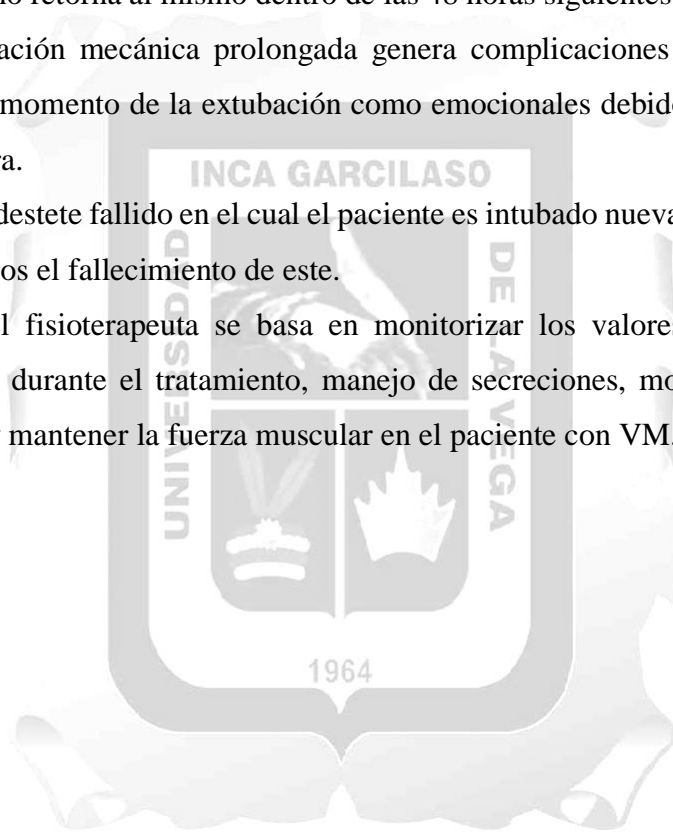 no retorna al mismo dentro de las 48 horas siguientes
ación mecánica prolongada genera complicaciones
momento de la extubación como emocionales debido
ra.
INCA GARCILASO
destete fallido en el cual el paciente es intubado nueva
os el fallecimiento de este.
l fisioterapeuta se basa en monitorizar los valores
durante el tratamiento, manejo de secreciones, mo
y mantener la fuerza muscular en el paciente con VM.
UNIVERSIDAD
DE LA VEGA
1964